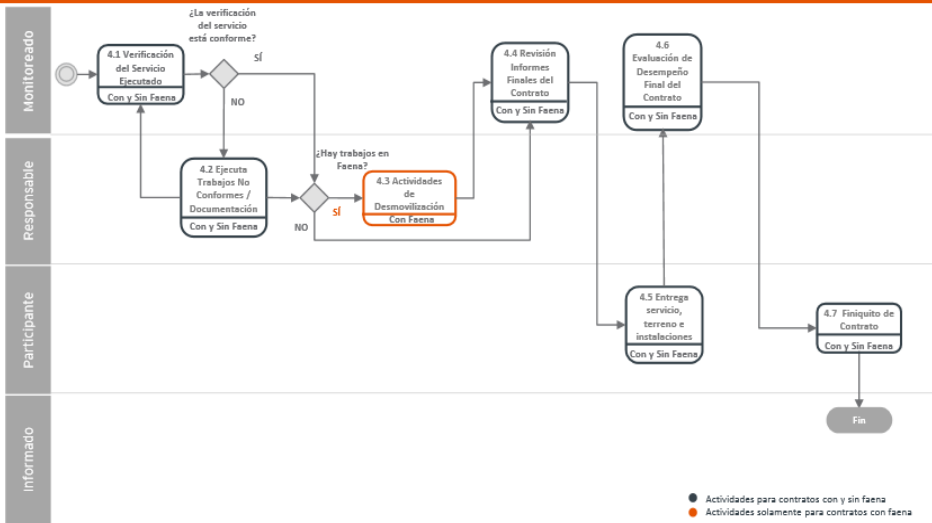 Monitoreado
¿La verificación
del servicio
está conforme?
4.1 Verificación
del Servicio
Ejecutado
Con y Sin Faena
SÍ
NO
4.4 Revisión
Informes
Finales del
Contrato
Con y Sin Faena
4.6
Evaluación de
Desempeño
Final del
Contrato
Con y Sin Faena
Responsable
4.2 Ejecuta
Trabajos No
Conformes /
Documentación
Con y Sin Faena
¿Hay trabajos en
Faena?
SÍ
NO
4.3 Actividades
de
Desmovilización
Con Faena
Participante
4.5 Entrega
servicio,
terreno e
instalaciones
Con y Sin Faena
4.7 Finiquito de
Contrato
Con y Sin Faena
Informado
Fin
Actividades para contratos con y sin faena
Actividades solamente para contratos con faena